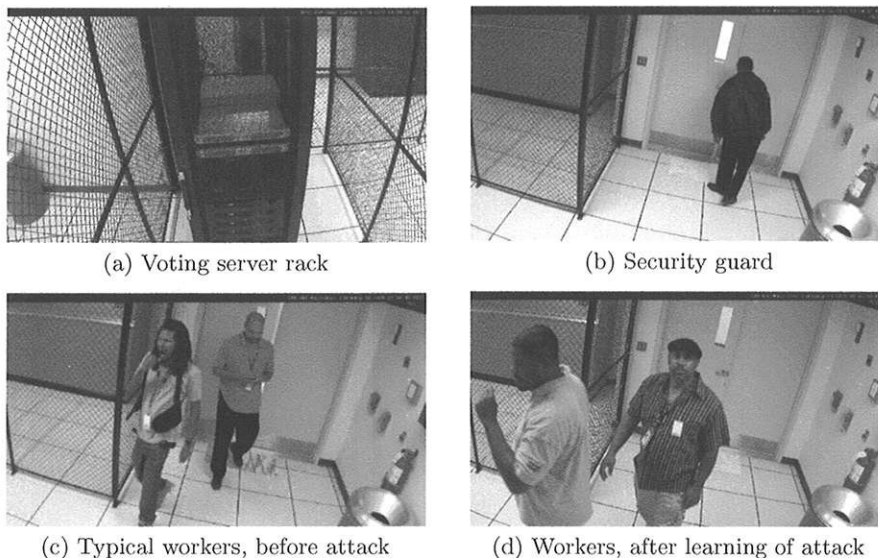 (a) Voting server rack
(b) Security guard
(c) Typical workers, before attack
(d) Workers, after learning of attack